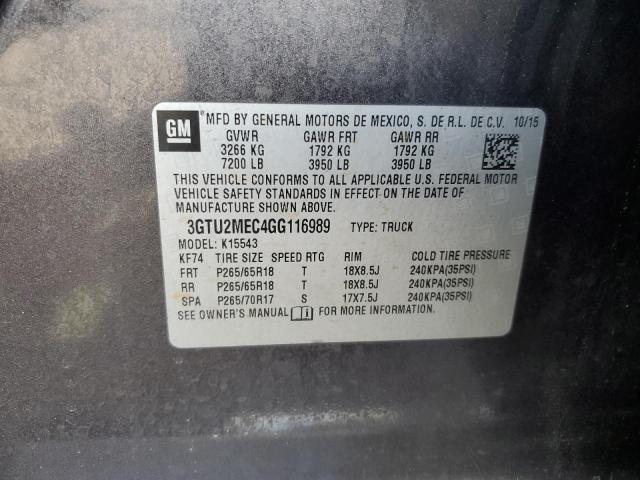 GM
MFD BY GENERAL MOTORS DE MEXICO, S. DE R.L. DE C.V. 10/15
GVWR GAWR FRT GAWR RR
3266 KG 1792 KG 1792 KG
7200 LB 3950 LB 3950 LB
THIS VEHICLE CONFORMS TO ALL APPLICABLE U.S. FEDERAL MOTOR
VEHICLE SAFETY STANDARDS IN EFFECT ON THE DATE OF
MANUFACTURE SHOWN ABOVE.
3GTU2MEC4GG116989 TYPE: TRUCK
MODEL: K15543
KF74 TIRE SIZE SPEED RTG RIM COLD TIRE PRESSURE
FRT P265/65R18 T 18X8.5J 240KPA(35PSI)
RR P265/65R18 T 18X8.5J 240KPA(35PSI)
SPA P265/70R17 S 17X7.5J 240KPA(35PSI)
SEE OWNER'S MANUAL FOR MORE INFORMATION.